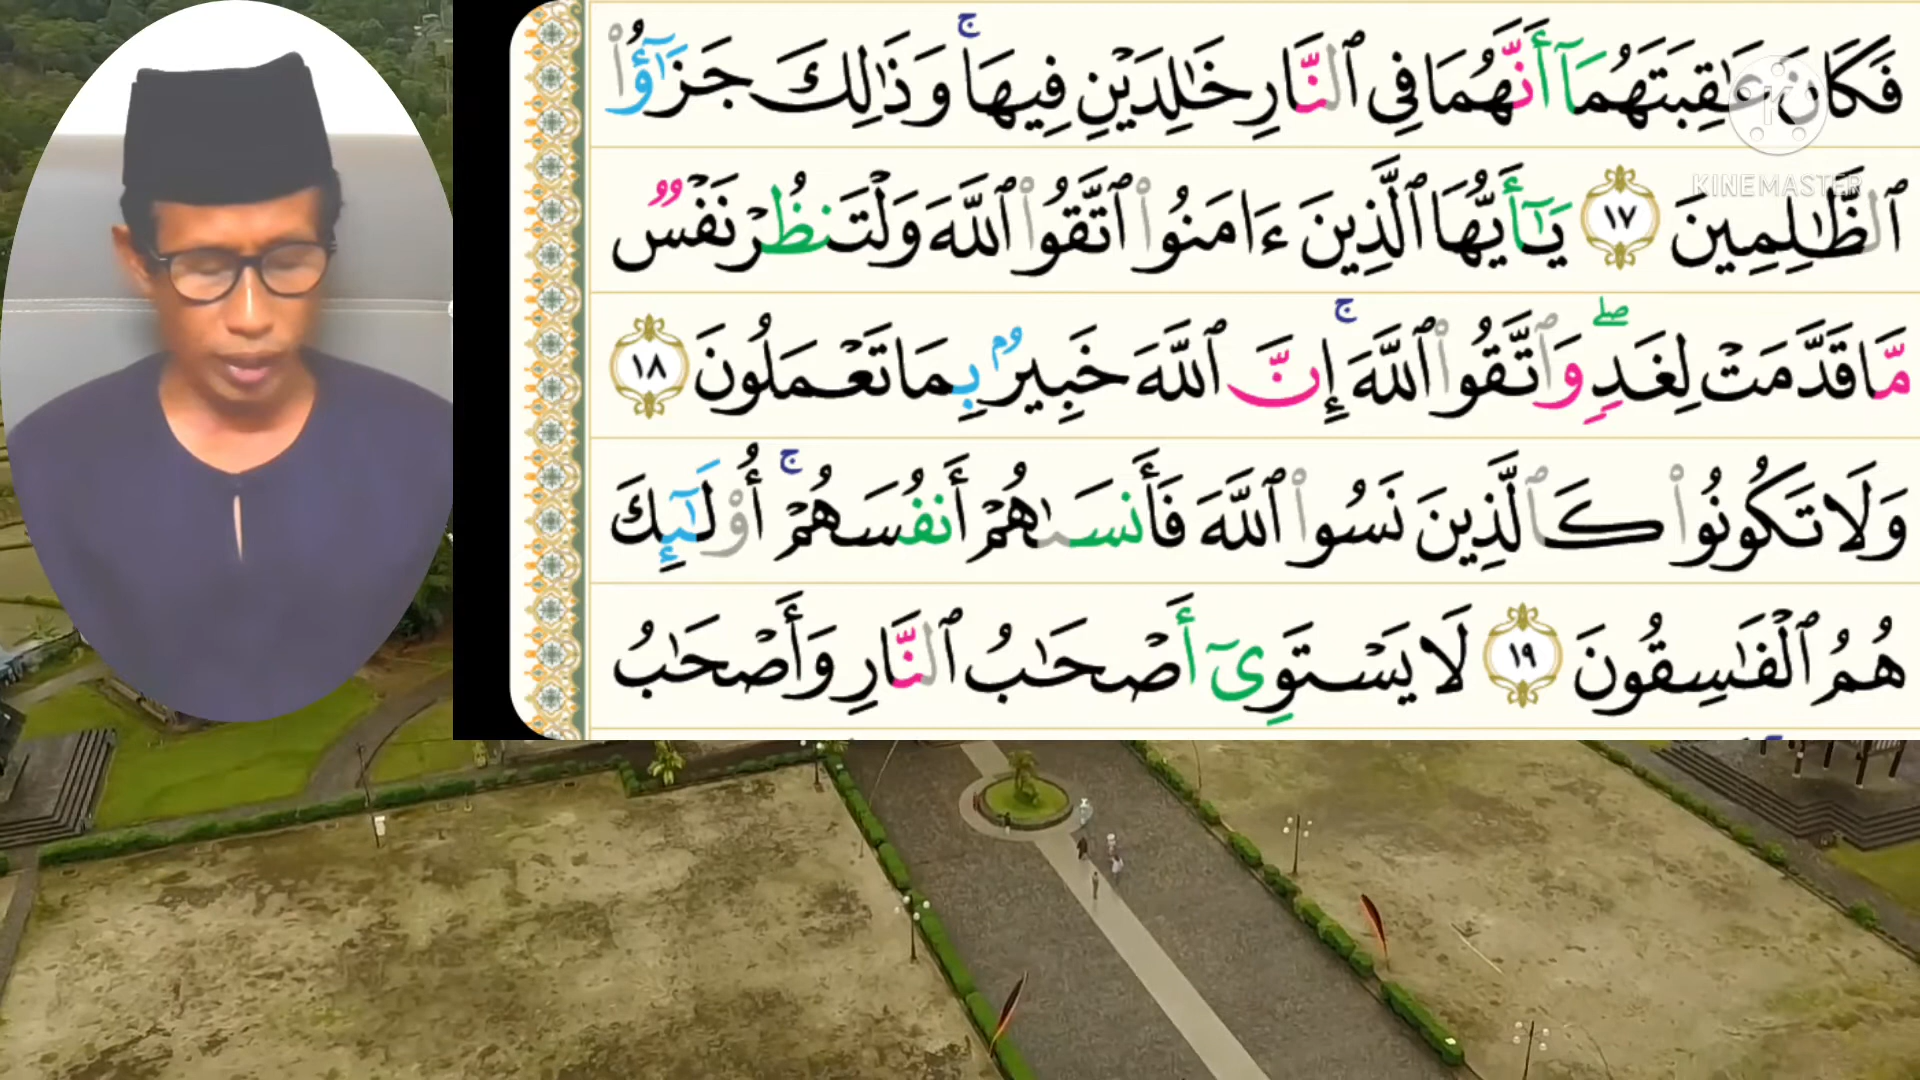 فَكَانَ عَٰقِبَتَهُمَآ أَنَّهُمَا فِى ٱلنَّارِ خَٰلِدَيْنِ فِيهَا ۚ وَذَٰلِكَ جَزَٰٓؤُا۟
ٱلظَّٰلِمِينَ ١٧ يَٰٓأَيُّهَا ٱلَّذِينَ ءَامَنُوا۟ ٱتَّقُوا۟ ٱللَّهَ وَلْتَنظُرْ نَفْسٌ
مَّا قَدَّمَتْ لِغَدٍ ۖ وَٱتَّقُوا۟ ٱللَّهَ ۚ إِنَّ ٱللَّهَ خَبِيرٌۢ بِمَا تَعْمَلُونَ ١٨
وَلَا تَكُونُوا۟ كَٱلَّذِينَ نَسُوا۟ ٱللَّهَ فَأَنسَىٰهُمْ أَنفُسَهُمْ ۚ أُو۟لَٰٓئِكَ
هُمُ ٱلْفَٰسِقُونَ ١٩ لَا يَسْتَوِىٓ أَصْحَٰبُ ٱلنَّارِ وَأَصْحَٰبُ
KINEMASTER